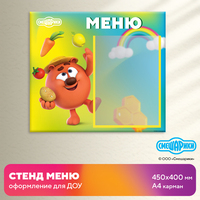 СМЕШАРИКИ
МЕНЮ
СМЕШАРИКИ
© ООО «Смешарики»
СТЕНД МЕНЮ
оформление для ДОУ
450х400 мм
А4 карман